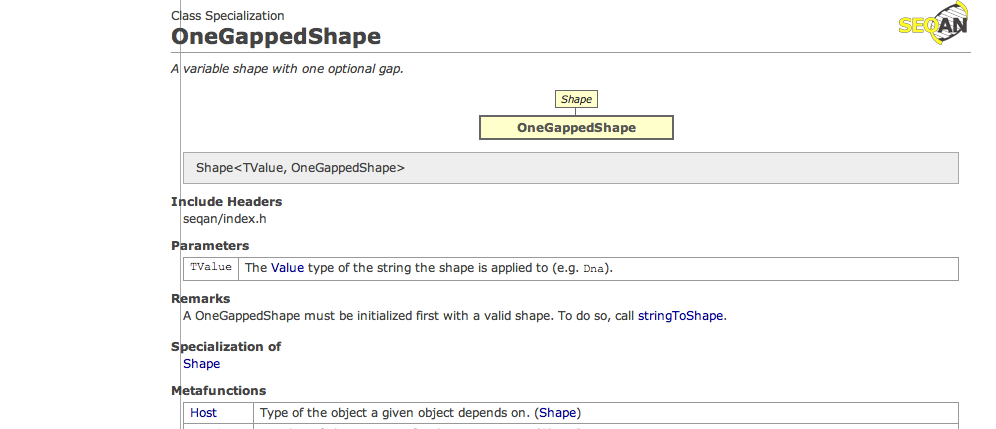 Class Specialization
SEQAN
OneGappedShape
A variable shape with one optional gap.
Shape
OneGappedShape
Shape<TValue, OneGappedShape>
Include Headers
seqan/index.h
Parameters
TValue The Value type of the string the shape is applied to (e.g. Dna).
Remarks
A OneGappedShape must be initialized first with a valid shape. To do so, call stringToShape.
Specialization of
Shape
Metafunctions
Host Type of the object a given object depends on. (Shape)